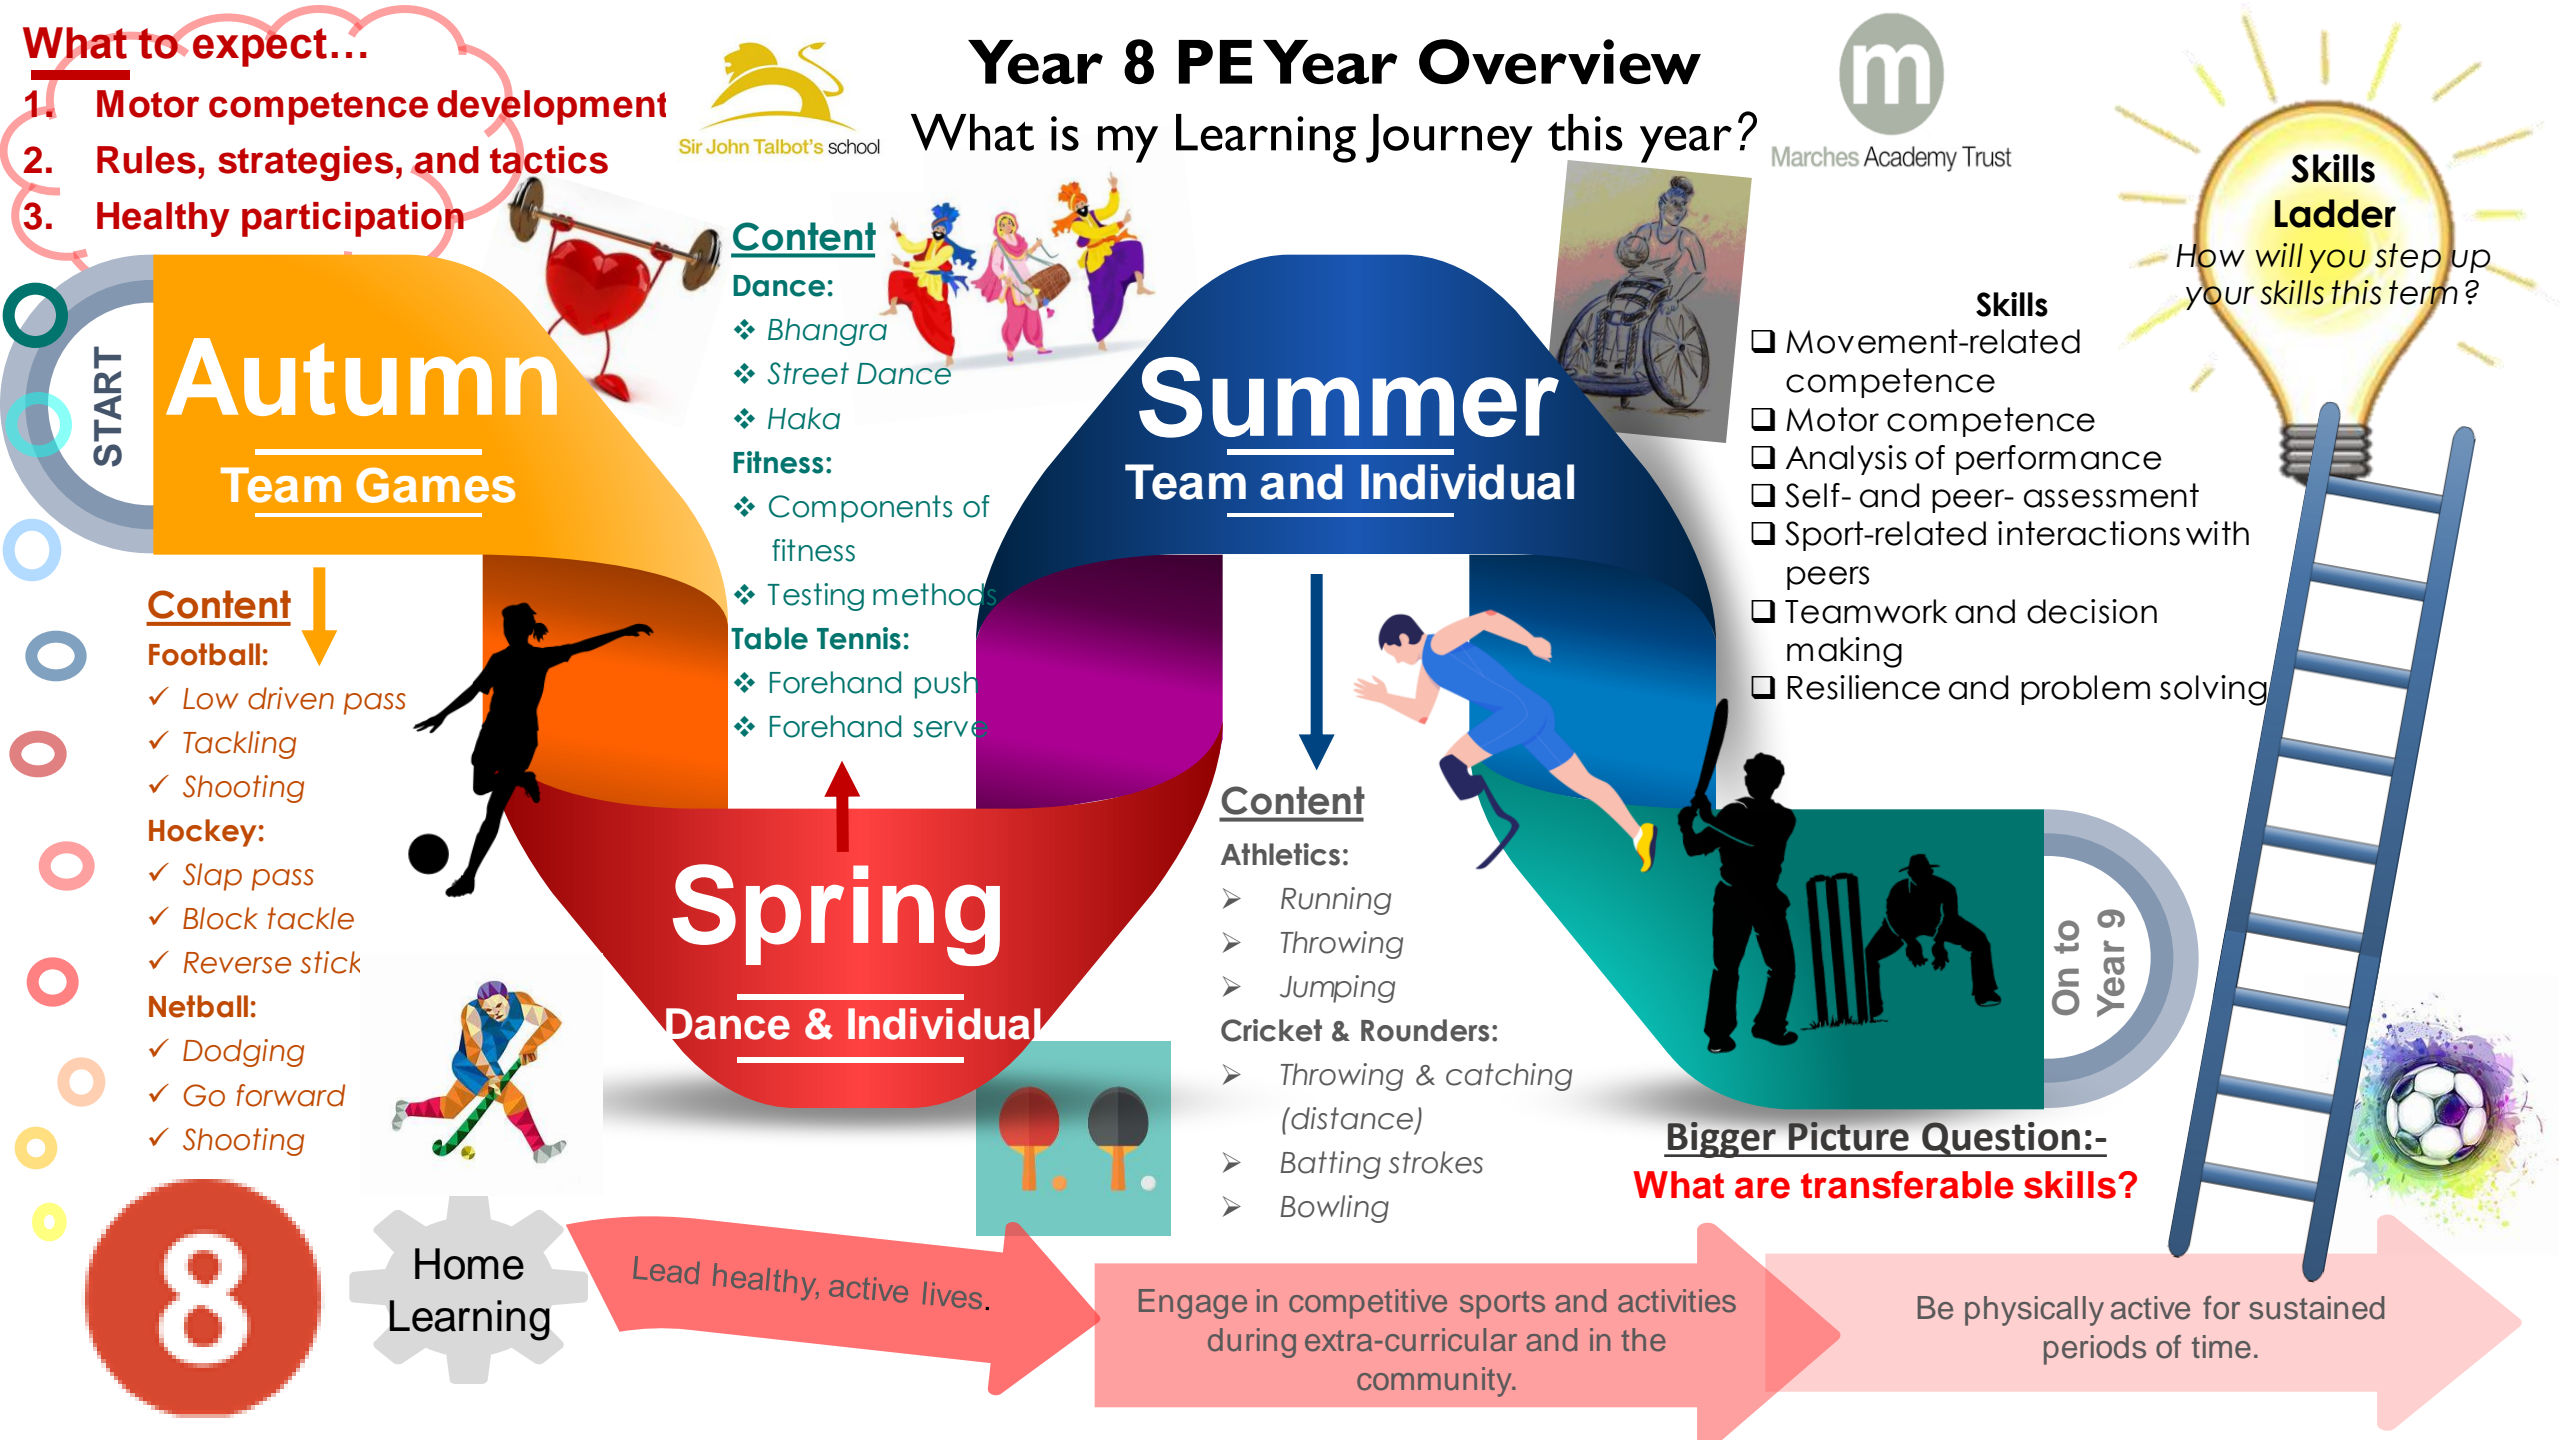 What to expect...
1. Motor competence development
2. Rules, strategies, and tactics
3. Healthy participation
Sir John Talbot's school
Year 8 PE Year Overview
What is my Learning Journey this year?
m
Marches Academy Trust
Skills
Ladder
How will you step up
your skills this term?
START
Autumn
Team Games
Content
Football:
✓ Low driven pass
✓ Tackling
✓ Shooting
Hockey:
✓ Slap pass
✓ Block tackle
✓ Reverse stick
Netball:
✓ Dodging
✓ Go forward
✓ Shooting
Content
Dance:
❖ Bhangra
❖ Street Dance
❖ Haka
Fitness:
❖ Components of
fitness
❖ Testing methods
Table Tennis:
❖ Forehand push
❖ Forehand serve
Spring
Dance & Individual
Summer
Team and Individual
Content
Athletics:
➢ Running
➢ Throwing
➢ Jumping
Cricket & Rounders:
➢ Throwing & catching
(distance)
➢ Batting strokes
➢ Bowling
Skills
❑ Movement-related
competence
❑ Motor competence
❑ Analysis of performance
❑ Self- and peer- assessment
❑ Sport-related interactions with
peers
❑ Teamwork and decision
making
❑ Resilience and problem solving
On to
Year 9
Bigger Picture Question:-
What are transferable skills?
8
Home
Learning
Lead healthy, active lives.
Engage in competitive sports and activities
during extra-curricular and in the
community.
Be physically active for sustained
periods of time.